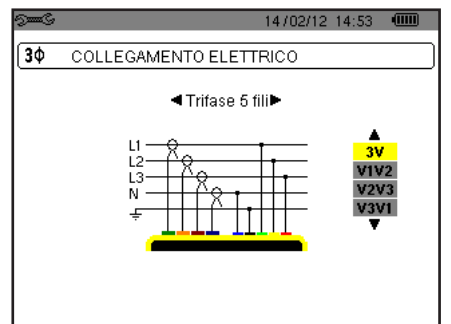 14/02/12 14:53
3Φ COLLEGAMENTO ELETTRICO
◄Trifase 5 fili►
L1
L2
L3
N
3V
V1V2
V2V3
V3V1